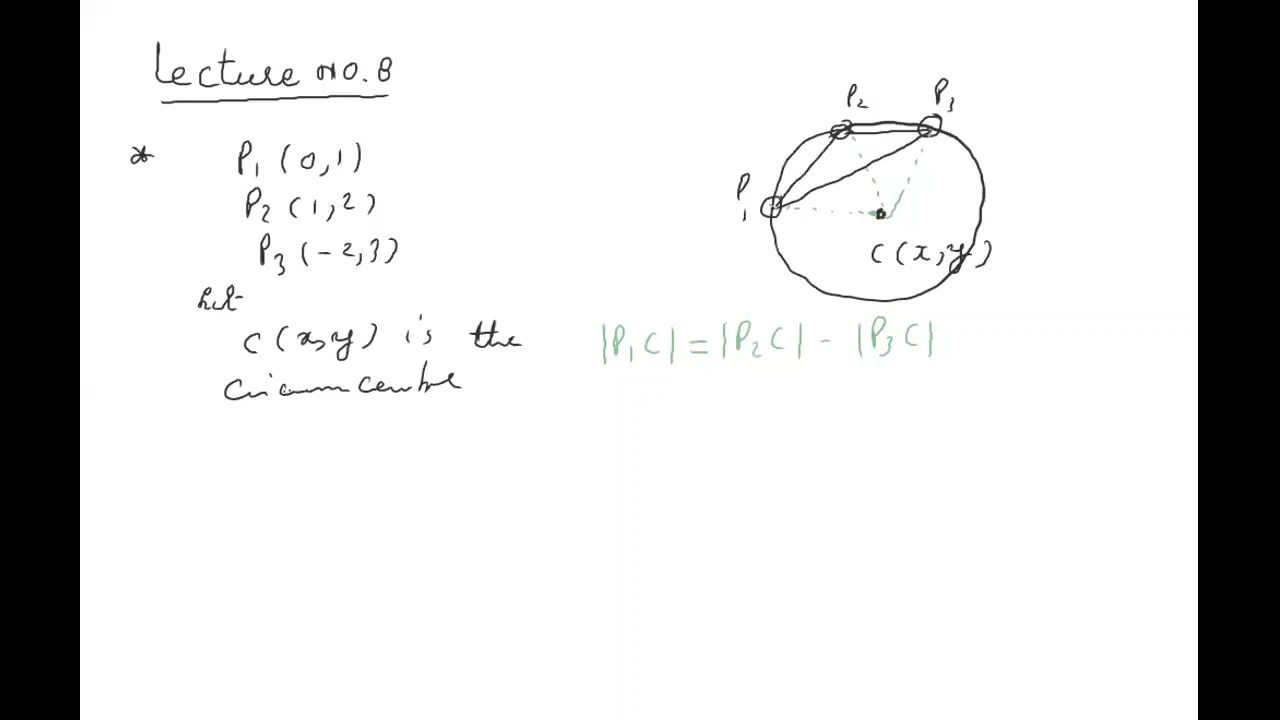 Lecture no. 8
* P₁ (0,1)
P₂ (1,2)
P₃ (-2,3)
Let
C (x,y) is the
Circumcentre
P₂ P₃
P₁
C (x,y)
|P₁C| = |P₂C| - |P₃C|